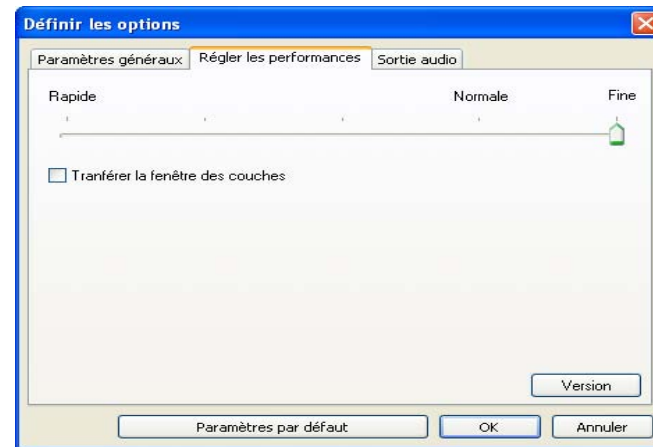 Définir les options
Paramètres généraux Régler les performances Sortie audio
Rapide Normale Fine
Tranférer la fenêtre des couches
Version
Paramètres par défaut OK Annuler